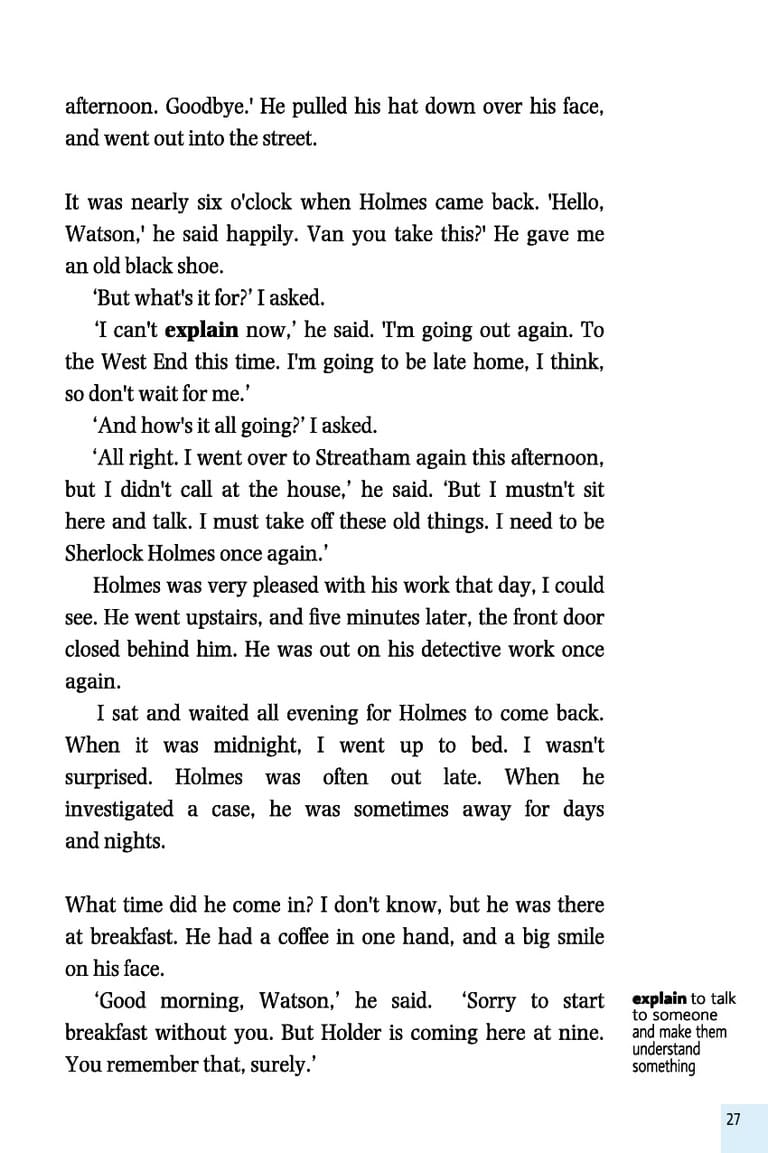 afternoon. Goodbye.' He pulled his hat down over his face,
and went out into the street.
It was nearly six o'clock when Holmes came back. 'Hello,
Watson,' he said happily. Van you take this?' He gave me
an old black shoe.
‘But what's it for?’ I asked.
‘I can't explain now,’ he said. 'I'm going out again. To
the West End this time. I'm going to be late home, I think,
so don't wait for me.’
‘And how's it all going?’ I asked.
‘All right. I went over to Streatham again this afternoon,
but I didn't call at the house,’ he said. ‘But I mustn't sit
here and talk. I must take off these old things. I need to be
Sherlock Holmes once again.’
Holmes was very pleased with his work that day, I could
see. He went upstairs, and five minutes later, the front door
closed behind him. He was out on his detective work once
again.
I sat and waited all evening for Holmes to come back.
When it was midnight, I went up to bed. I wasn't
surprised. Holmes was often out late. When he
investigated a case, he was sometimes away for days
and nights.
What time did he come in? I don't know, but he was there
at breakfast. He had a coffee in one hand, and a big smile
on his face.
‘Good morning, Watson,’ he said. ‘Sorry to start
breakfast without you. But Holder is coming here at nine.
You remember that, surely.’
explain to talk
to someone
and make them
understand
something
27